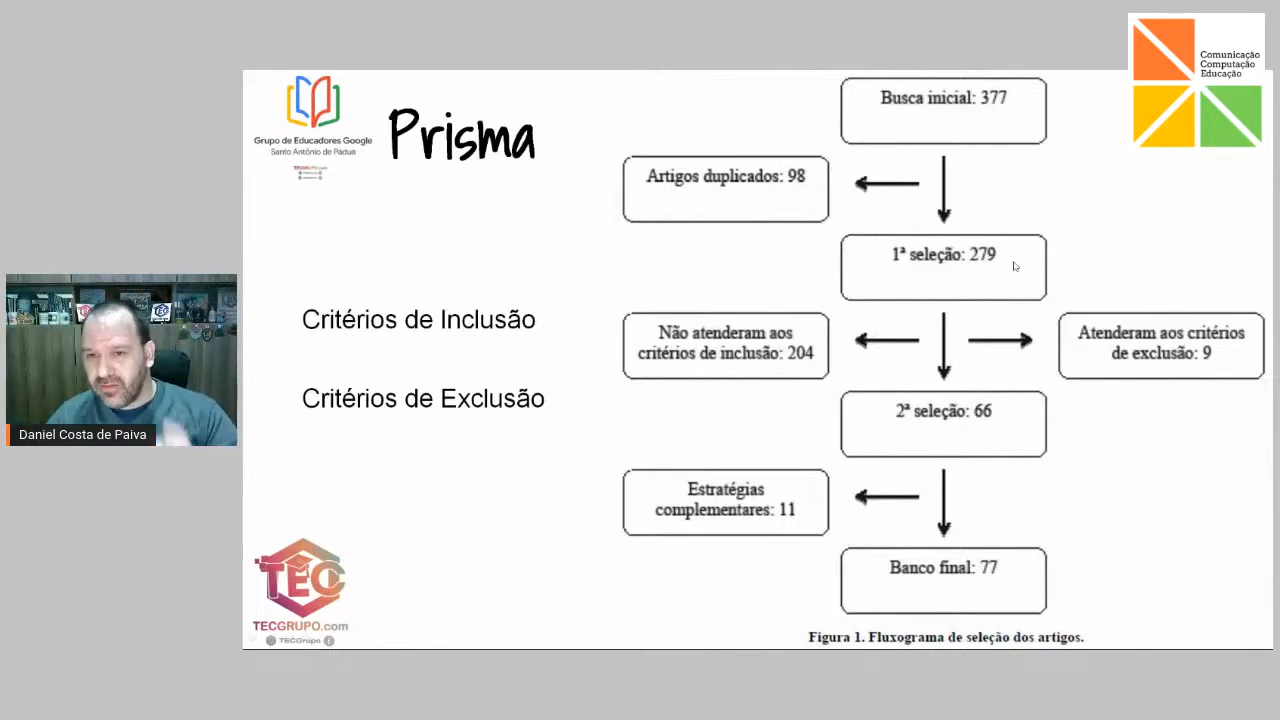 Comunicação
Computação
Educação
Grupo de Educadores Google
Santo Antônio de Pádua
TECGRUPO.com
Prisma
Busca inicial: 377
Artigos duplicados: 98
1ª seleção: 279
Critérios de Inclusão
Não atenderam aos
critérios de inclusão: 204
Atenderam aos critérios
de exclusão: 9
Critérios de Exclusão
2ª seleção: 66
Daniel Costa de Paiva
Estratégias
complementares: 11
Banco final: 77
TEC
TECGRUPO.com
TECGrupo
Figura 1. Fluxograma de seleção dos artigos.